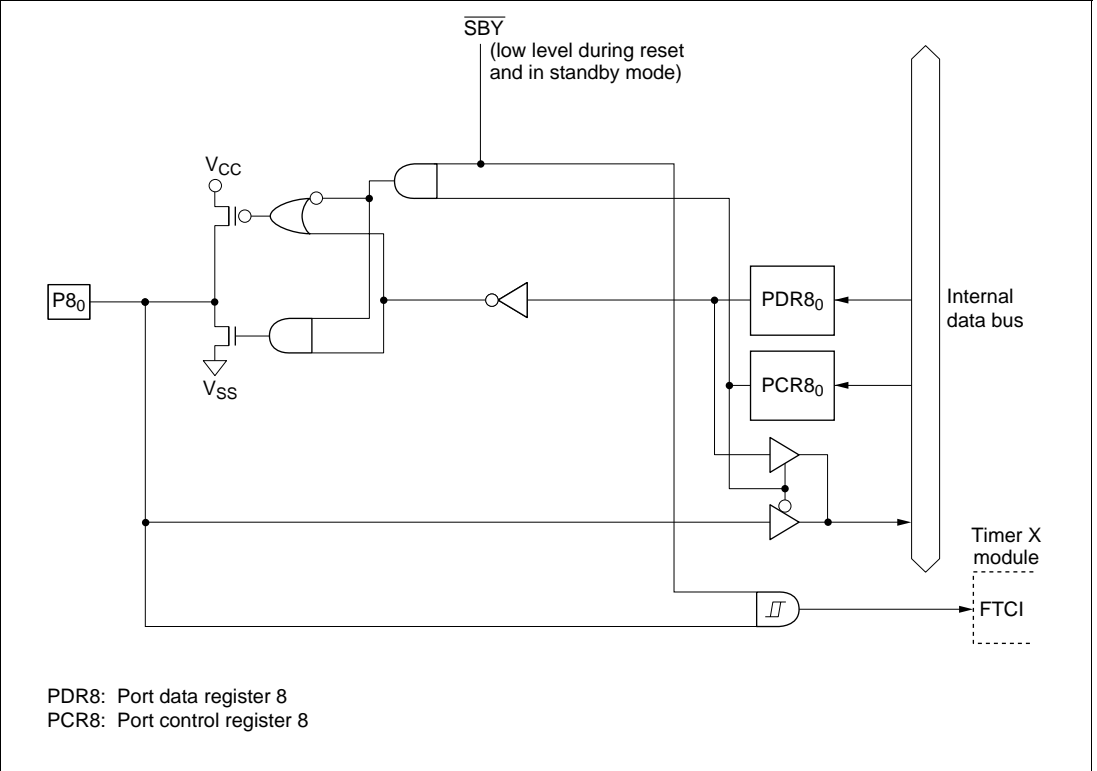 SBY
(low level during reset
and in standby mode)
VCC
P80
VSS
PDR80
PCR80
Internal
data bus
Timer X
module
FTCI
PDR8: Port data register 8
PCR8: Port control register 8